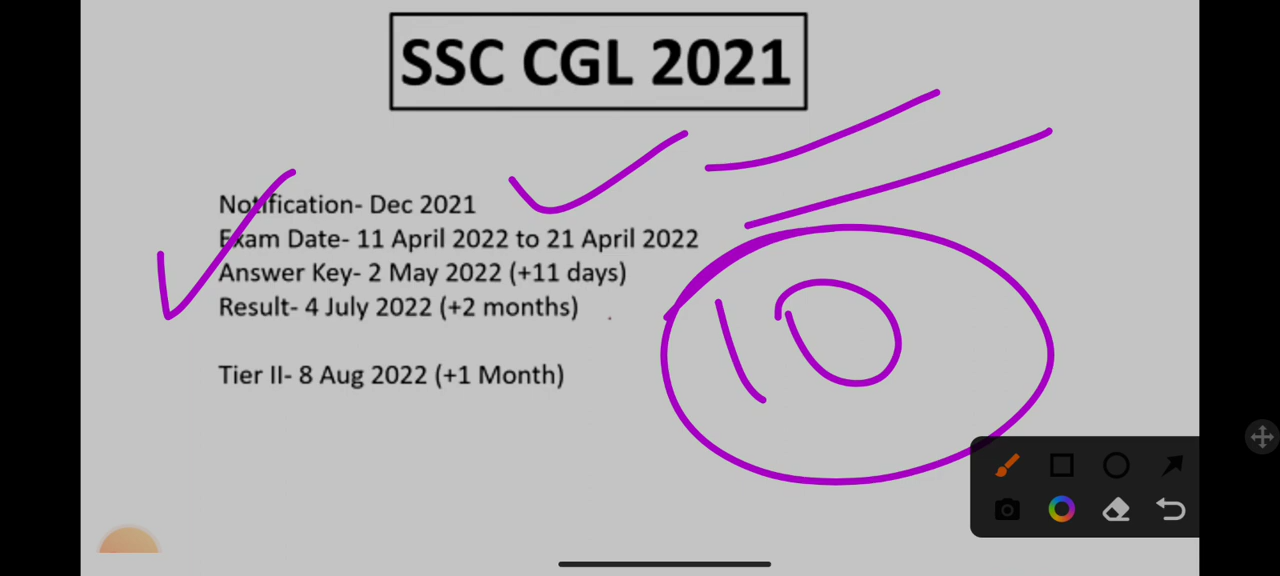 SSC CGL 2021
Notification- Dec 2021
Exam Date- 11 April 2022 to 21 April 2022
Answer Key- 2 May 2022 (+11 days)
Result- 4 July 2022 (+2 months)
10
Tier II- 8 Aug 2022 (+1 Month)